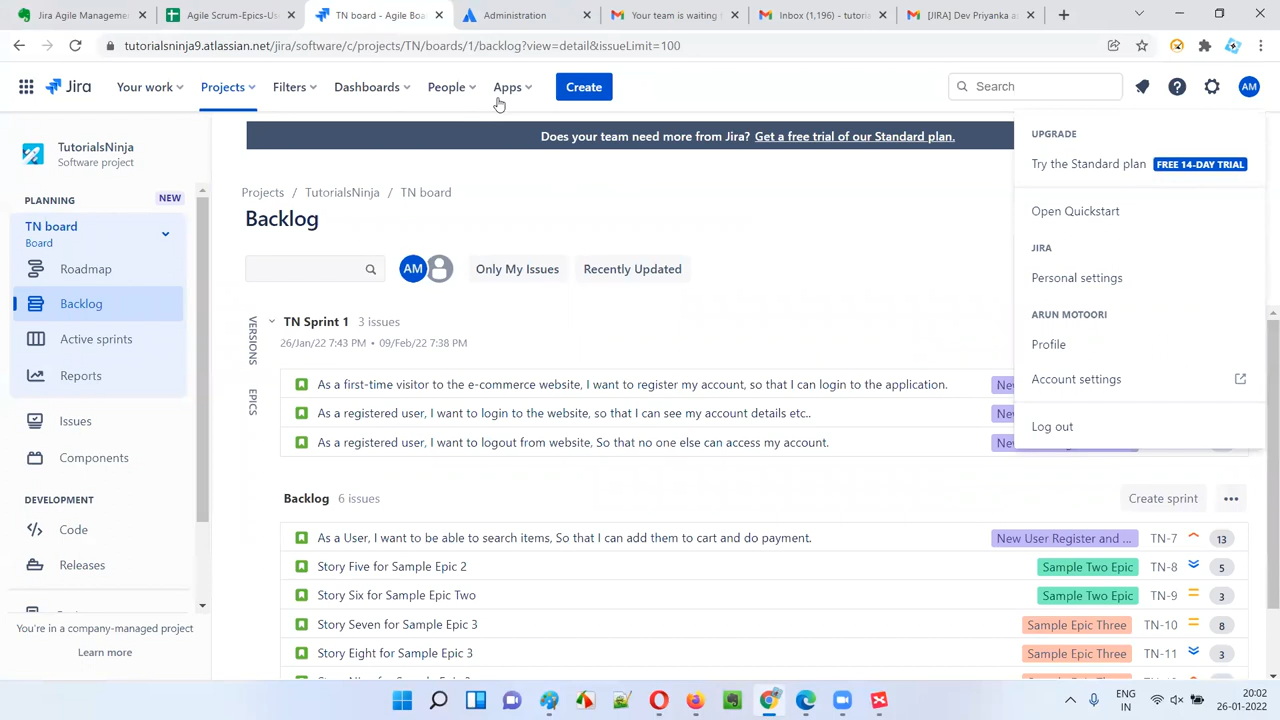 Jira Agile Management
Agile Scrum-Epics-Us
TN board - Agile Boa
Administration
Your team is waiting
Inbox (1,196) - tutoria
[JIRA] Dev Priyanka a
tutorialsninja9.atlassian.net/jira/software/c/projects/TN/boards/1/backlog?view=detail&issueLimit=100
Jira
Your work
Projects
Filters
Dashboards
People
Apps
Create
Search
AM
TutorialsNinja
Software project
PLANNING
NEW
TN board
Board
Roadmap
Backlog
Active sprints
Reports
Issues
Components
DEVELOPMENT
Code
Releases
You're in a company-managed project
Learn more
Does your team need more from Jira? Get a free trial of our Standard plan.
Projects / TutorialsNinja / TN board
Backlog
AM
Only My Issues
Recently Updated
VERSIONS
EPICS
TN Sprint 1 3 issues
26/Jan/22 7:43 PM • 09/Feb/22 7:38 PM
As a first-time visitor to the e-commerce website, I want to register my account, so that I can login to the application.
As a registered user, I want to login to the website, so that I can see my account details etc..
As a registered user, I want to logout from website, So that no one else can access my account.
Backlog 6 issues
Create sprint
As a User, I want to be able to search items, So that I can add them to cart and do payment. New User Register and ... TN-7 13
Story Five for Sample Epic 2 Sample Two Epic TN-8 5
Story Six for Sample Epic Two Sample Two Epic TN-9 3
Story Seven for Sample Epic 3 Sample Epic Three TN-10 8
Story Eight for Sample Epic 3 Sample Epic Three TN-11 3
UPGRADE
Try the Standard plan FREE 14-DAY TRIAL
Open Quickstart
JIRA
Personal settings
ARUN MOTOORI
Profile
Account settings
Log out
ENG
IN
20:02
26-01-2022